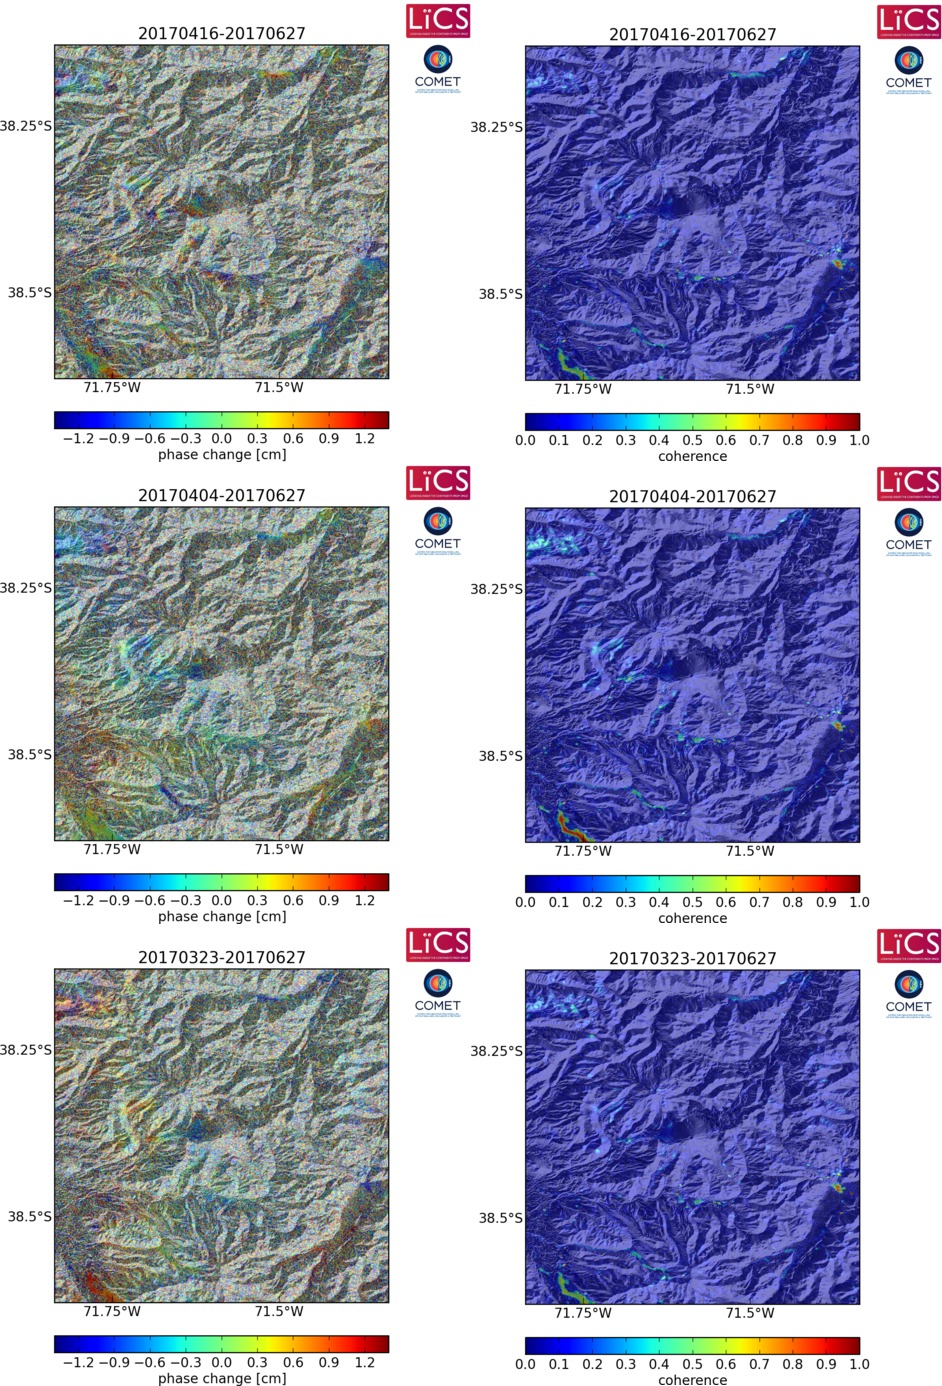 LiCS LiCS
20170416-20170627 20170416-20170627
COMET COMET
38.25°S 38.25°S
38.5°S 38.5°S
71.75°W 71.5°W 71.75°W 71.5°W
−1.2 −0.9 −0.6 −0.3 0.0 0.3 0.6 0.9 1.2 0.0 0.1 0.2 0.3 0.4 0.5 0.6 0.7 0.8 0.9 1.0
phase change [cm] coherence
LiCS LiCS
20170404-20170627 20170404-20170627
COMET COMET
38.25°S 38.25°S
38.5°S 38.5°S
71.75°W 71.5°W 71.75°W 71.5°W
−1.2 −0.9 −0.6 −0.3 0.0 0.3 0.6 0.9 1.2 0.0 0.1 0.2 0.3 0.4 0.5 0.6 0.7 0.8 0.9 1.0
phase change [cm] coherence
LiCS LiCS
20170323-20170627 20170323-20170627
COMET COMET
38.25°S 38.25°S
38.5°S 38.5°S
71.75°W 71.5°W 71.75°W 71.5°W
−1.2 −0.9 −0.6 −0.3 0.0 0.3 0.6 0.9 1.2 0.0 0.1 0.2 0.3 0.4 0.5 0.6 0.7 0.8 0.9 1.0
phase change [cm] coherence